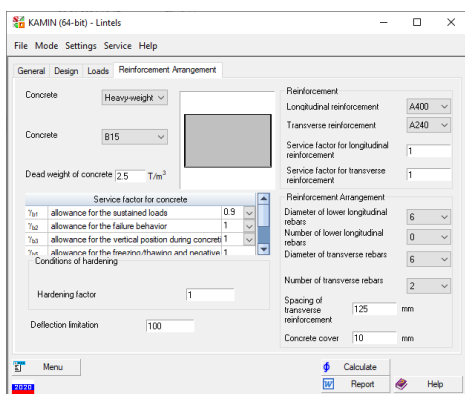 KAMIN (64-bit) - Lintels
File Mode Settings Service Help
General Design Loads Reinforcement Arrangement
Concrete
Heavy-weight
Concrete
B15
Dead weight of concrete 2.5 T/m³
Service factor for concrete
γb1 allowance for the sustained loads 0.9
γb2 allowance for the failure behavior 1
γb3 allowance for the vertical position during concreti 1
allowance for the freezing/thawing and negative 1
Conditions of hardening
Hardening factor 1
Deflection limitation 100
Reinforcement
Longitudinal reinforcement A400
Transverse reinforcement A240
Service factor for longitudinal
reinforcement
1
Service factor for transverse
reinforcement
1
Reinforcement Arrangement
Diameter of lower longitudinal
rebars
6
Number of lower longitudinal
rebars
0
Diameter of transverse rebars
6
Number of transverse rebars
2
Spacing of
transverse
reinforcement
125 mm
Concrete cover 10 mm
Menu
Calculate
2020
Report
Help